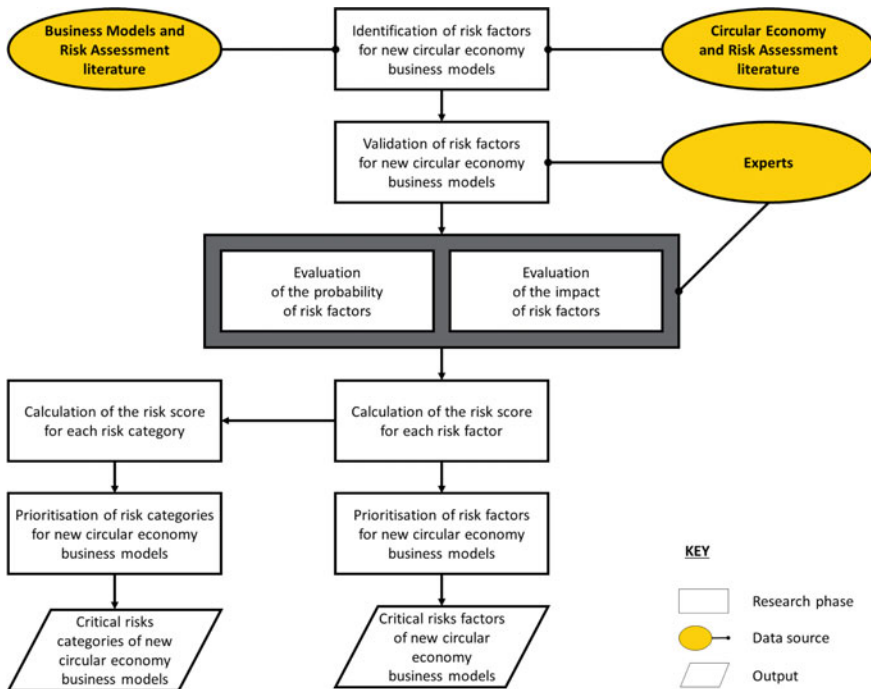 Business Models and
Risk Assessment
literature
Identification of risk factors
for new circular economy
business models
Circular Economy
and Risk Assessment
literature
Validation of risk factors
for new circular economy
business models
Experts
Evaluation
of the probability
of risk factors
Evaluation
of the impact
of risk factors
Calculation of the risk score
for each risk category
Calculation of the risk score
for each risk factor
Prioritisation of risk categories
for new circular economy
business models
Prioritisation of risk factors
for new circular economy
business models
Critical risks
categories of new
circular economy
business models
Critical risks factors
of new circular
economy
business models
KEY
Research phase
Data source
Output